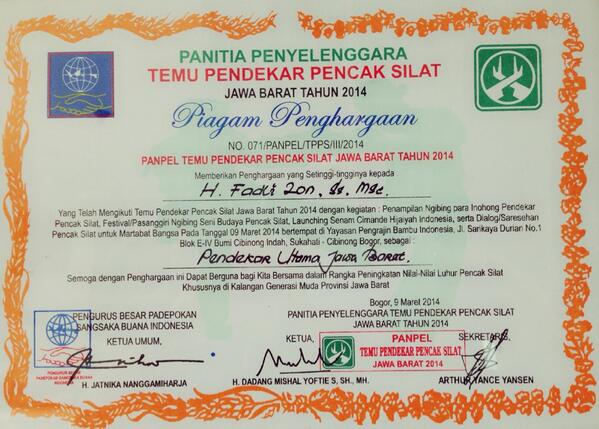 PANITIA PENYELENGGARA
TEMU PENDEKAR PENCAK SILAT
JAWA BARAT TAHUN 2014
Piagam Penghargaan
NO. 071/PANPEL/TPPS/III/2014
PANPEL TEMU PENDEKAR PENCAK SILAT JAWA BARAT TAHUN 2014
Memberikan Penghargaan yang Setinggi-tingginya kepada
H. Fadli Zon, SS, MSc.
Yang Telah Mengikuti Temu Pendekar Pencak Silat Jawa Barat Tahun 2014 dengan kegiatan : Penampilan Ngibing para Inohong Pendekar
Pencak Silat, Festival/Pasanggiri Ngibing Seni Budaya Pencak Silat, Launching Senam Cimande Hijaiyah Indonesia, serta Dialog/Saresehan
Pencak Silat untuk Martabat Bangsa Pada Tanggal 09 Maret 2014 bertempat di Yayasan Pengrajin Bambu Indonesia, Jl. Sarikaya Durian No.1
Blok E-IV Bumi Cibinong Indah, Sukahati - Cibinong Bogor, sebagai :
Pendekar Utama Jawa Barat.
Semoga dengan Penghargaan ini Dapat Berguna bagi Kita Bersama dalam Rangka Peningkatan Nilai-Nilai Luhur Pencak Silat
Khususnya di Kalangan Generasi Muda Provinsi Jawa Barat
Bogor, 9 Maret 2014
PENGURUS BESAR PADEPOKAN
SANGSAKA BUANA INDONESIA
KETUA UMUM,
H. JATNIKA NANGGAMIHARJA
PANITIA PENYELENGGARA TEMU PENDEKAR PENCAK SILAT
JAWA BARAT TAHUN 2014
KETUA,
SEKRETARIS,
PANPEL
TEMU PENDEKAR PENCAK SILAT
JAWA BARAT 2014
H. DADANG MISHAL YOFTIE S, SH., MH.
ARTHUR YANCE YANSEN